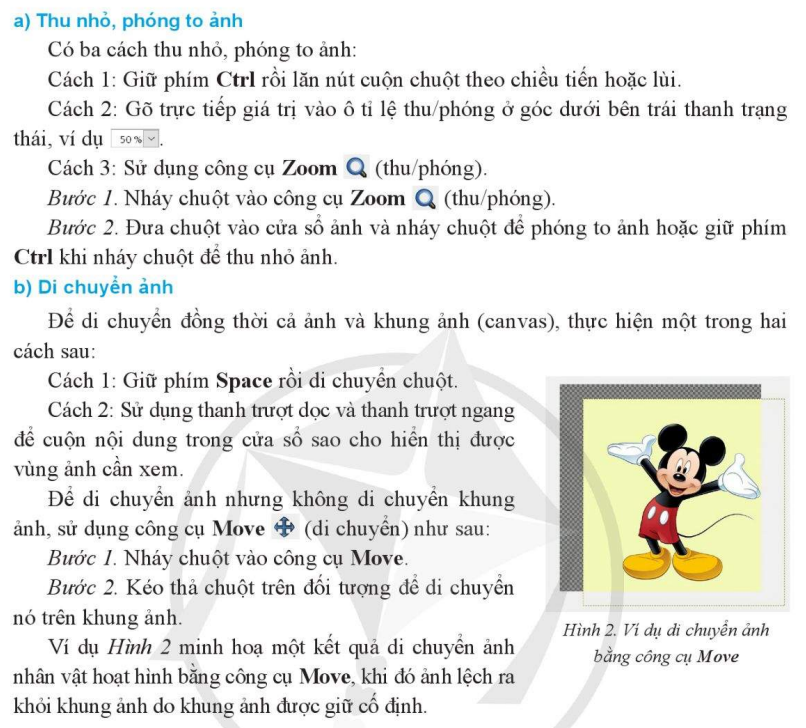 a) Thu nhỏ, phóng to ảnh
Có ba cách thu nhỏ, phóng to ảnh:
Cách 1: Giữ phím Ctrl rồi lăn nút cuộn chuột theo chiều tiến hoặc lùi.
Cách 2: Gõ trực tiếp giá trị vào ô tỉ lệ thu/phóng ở góc dưới bên trái thanh trạng
thái, ví dụ 50 % .
Cách 3: Sử dụng công cụ Zoom (thu/phóng).
Bước 1. Nháy chuột vào công cụ Zoom (thu/phóng).
Bước 2. Đưa chuột vào cửa sổ ảnh và nháy chuột để phóng to ảnh hoặc giữ phím
Ctrl khi nháy chuột để thu nhỏ ảnh.
b) Di chuyển ảnh
Để di chuyển đồng thời cả ảnh và khung ảnh (canvas), thực hiện một trong hai
cách sau:
Cách 1: Giữ phím Space rồi di chuyển chuột.
Cách 2: Sử dụng thanh trượt dọc và thanh trượt ngang
để cuộn nội dung trong cửa sổ sao cho hiển thị được
vùng ảnh cần xem.
Để di chuyển ảnh nhưng không di chuyển khung
ảnh, sử dụng công cụ Move (di chuyển) như sau:
Bước 1. Nháy chuột vào công cụ Move.
Bước 2. Kéo thả chuột trên đối tượng để di chuyển
nó trên khung ảnh.
Ví dụ Hình 2 minh hoạ một kết quả di chuyển ảnh
nhân vật hoạt hình bằng công cụ Move, khi đó ảnh lệch ra
khỏi khung ảnh do khung ảnh được giữ cố định.
Hình 2. Ví dụ di chuyển ảnh
bằng công cụ Move